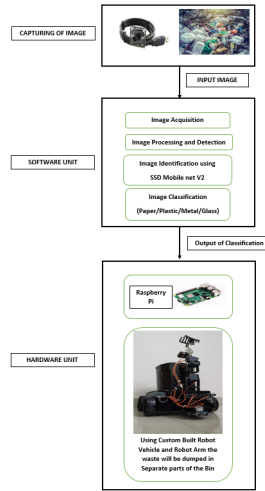 CAPTURING OF IMAGE
INPUT IMAGE
SOFTWARE UNIT
Image Acquisition
Image Processing and Detection
Image Identification using
SSD Mobile net V2
Image Classification
(Paper/Plastic/Metal/Glass)
Output of Classification
HARDWARE UNIT
Raspberry
Pi
Using Custom Built Robot
Vehicle and Robot Arm the
waste will be dumped in
Separate parts of the Bin